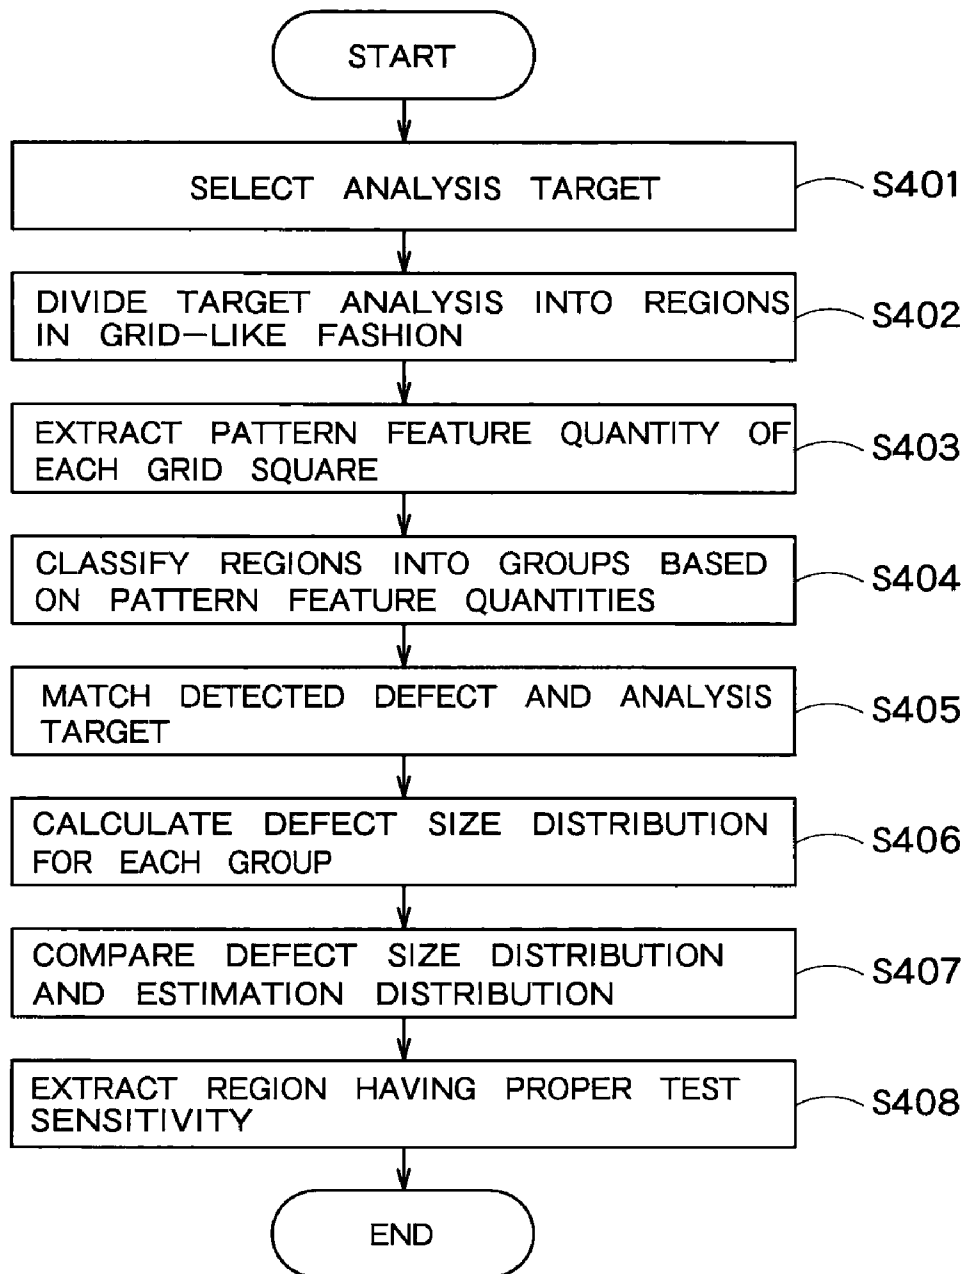 START
SELECT ANALYSIS TARGET
S401
DIVIDE TARGET ANALYSIS INTO REGIONS
IN GRID-LIKE FASHION
S402
EXTRACT PATTERN FEATURE QUANTITY OF
EACH GRID SQUARE
S403
CLASSIFY REGIONS INTO GROUPS BASED
ON PATTERN FEATURE QUANTITIES
S404
MATCH DETECTED DEFECT AND ANALYSIS
TARGET
S405
CALCULATE DEFECT SIZE DISTRIBUTION
FOR EACH GROUP
S406
COMPARE DEFECT SIZE DISTRIBUTION
AND ESTIMATION DISTRIBUTION
S407
EXTRACT REGION HAVING PROPER TEST
SENSITIVITY
S408
END